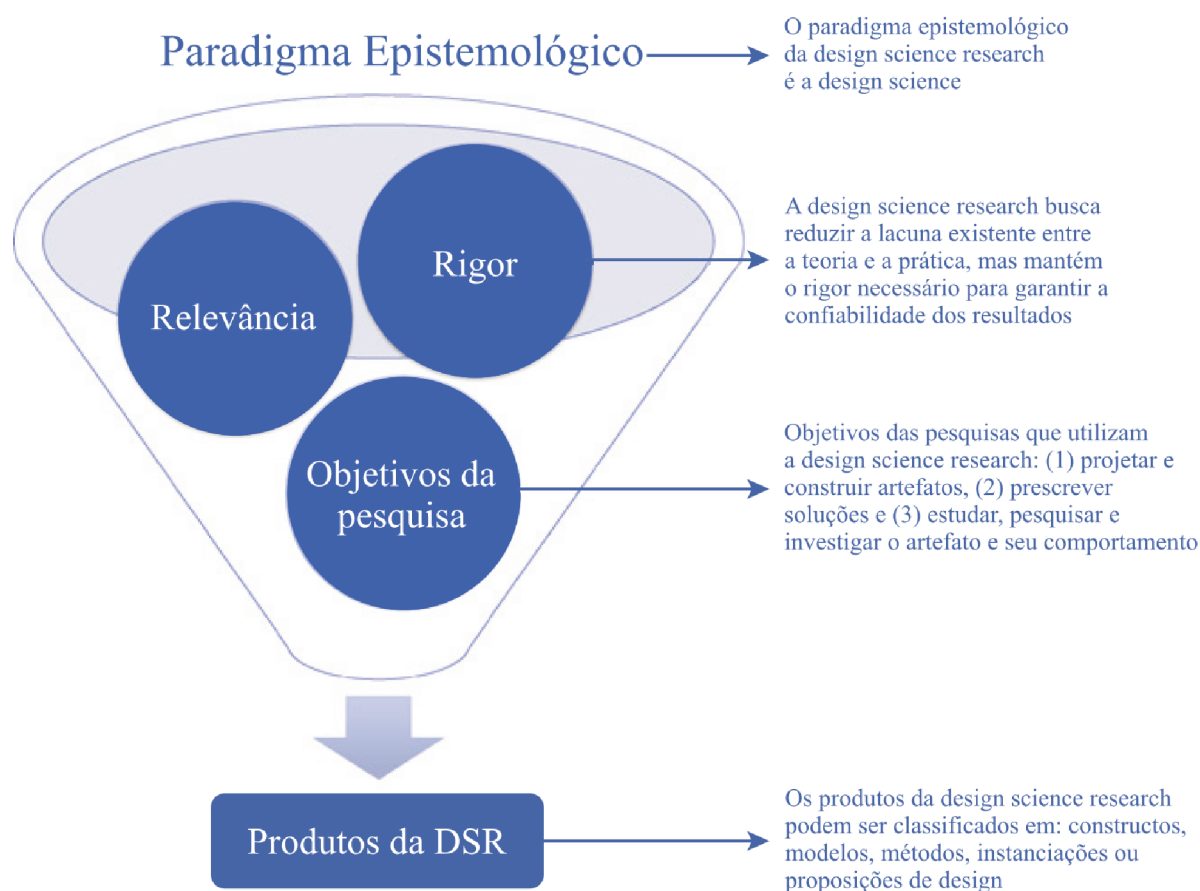 Paradigma Epistemológico
O paradigma epistemológico
da design science research
é a design science
Relevância
Rigor
A design science research busca
reduzir a lacuna existente entre
a teoria e a prática, mas mantém
o rigor necessário para garantir a
confiabilidade dos resultados
Objetivos da
pesquisa
Objetivos das pesquisas que utilizam
a design science research: (1) projetar e
construir artefatos, (2) prescrever
soluções e (3) estudar, pesquisar e
investigar o artefato e seu comportamento
Produtos da DSR
Os produtos da design science research
podem ser classificados em: constructos,
modelos, métodos, instanciações ou
proposições de design